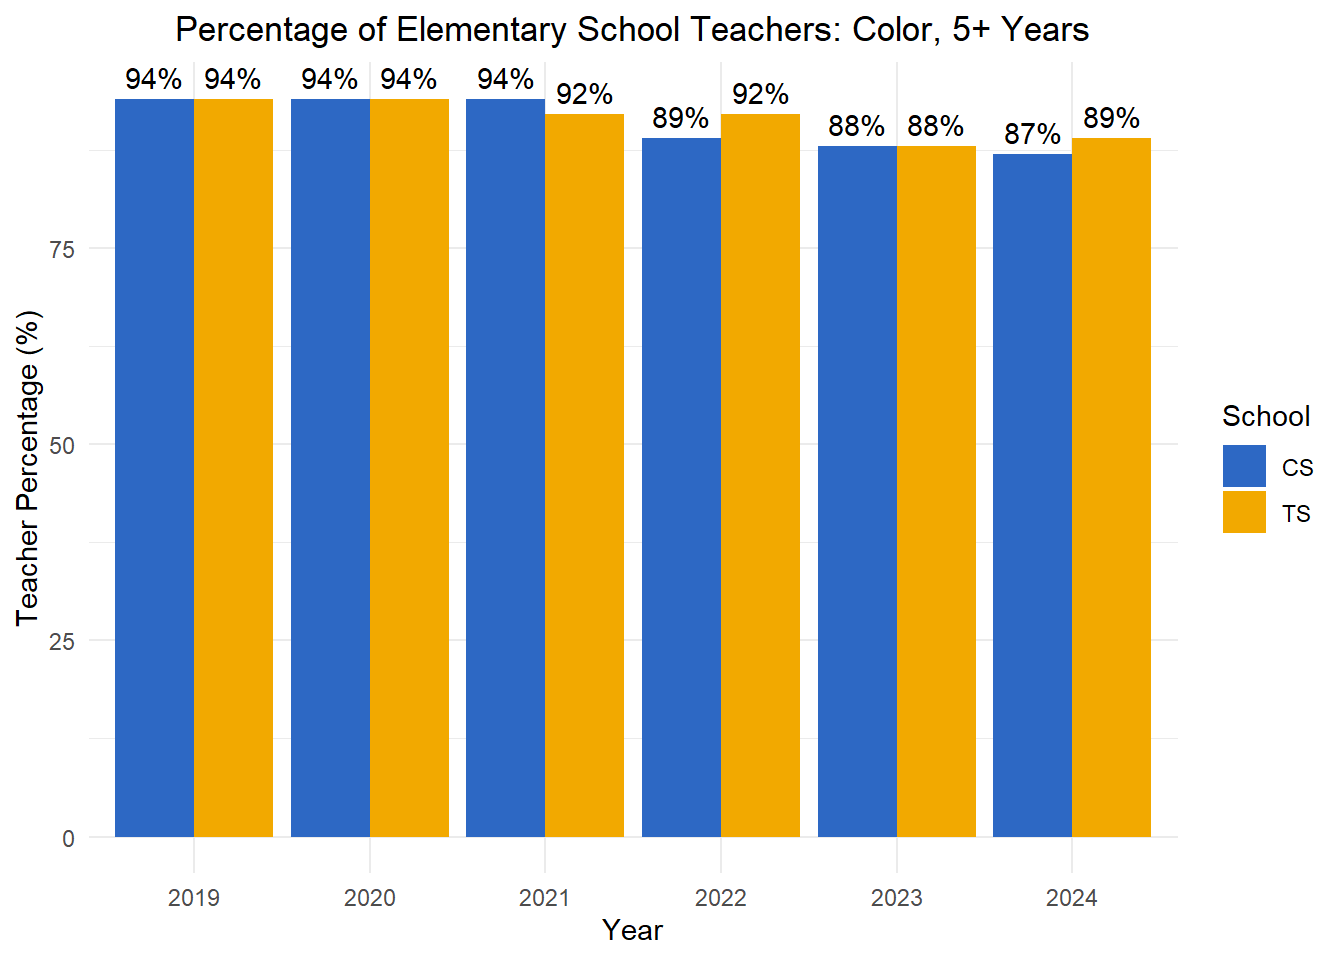 Percentage of Elementary School Teachers: Color, 5+ Years
94% 94% 94% 94% 94% 92% 89% 92% 88% 88% 87% 89%
Teacher Percentage (%)
75
50
25
0
2019 2020 2021 2022 2023 2024
Year
School
CS
TS